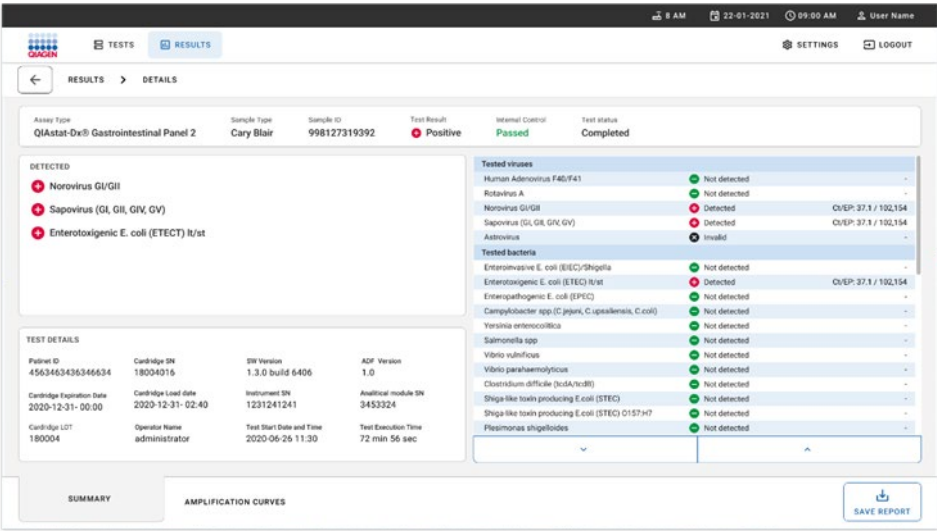 8 AM 22-01-2021 09:00 AM User Name
QIAGEN TESTS RESULTS SETTINGS LOGOUT
RESULTS > DETAILS
Assay Type Sample Type Sample ID Test Result Internal Control Test status
QIAstat-Dx® Gastrointestinal Panel 2 Cary Blair 998127319392 Positive Passed Completed
DETECTED
Norovirus GI/GII
Sapovirus (GI, GII, GIV, GV)
Enterotoxigenic E. coli (ETECT) lt/st
TEST DETAILS
Patinet ID Cardridge SN SW Version ADF Version
4563463436346634 18004016 1.3.0 build 6406 1.0
Cardridge Expiration Date Cardridge Load date Instrument SN Analitical module SN
2020-12-31- 00:00 2020-12-31- 02:40 1231241241 3453324
Cardridge LOT Operator Name Test Start Date and Time Test Execution Time
180004 administrator 2020-06-26 11:30 72 min 56 sec
Tested viruses
Human Adenovirus F40/F41 Not detected -
Rotavirus A Not detected -
Norovirus GI/GII Detected Ct/EP: 37.1 / 102,154
Sapovirus (GI, GII, GIV, GV) Detected Ct/EP: 37.1 / 102,154
Astrovirus Invalid -
Tested bacteria
Enteroinvasive E. coli (EIEC)/Shigella Not detected -
Enterotoxigenic E. coli (ETEC) lt/st Detected Ct/EP: 37.1 / 102,154
Enteropathogenic E. coli (EPEC) Not detected -
Campylobacter spp.(C.jejuni, C.upsaliensis, C.coli) Not detected -
Yersinia enterocolitica Not detected -
Salmonella spp Not detected -
Vibrio vulnificus Not detected -
Vibrio parahaemolyticus Not detected -
Clostridium difficile (tcdA/tcdB) Not detected -
Shiga-like toxin producing E.coli (STEC) Not detected -
Shiga-like toxin producing E.coli (STEC) O157:H7 Not detected -
Plesimonas shigelloides Not detected -
SUMMARY AMPLIFICATION CURVES SAVE REPORT